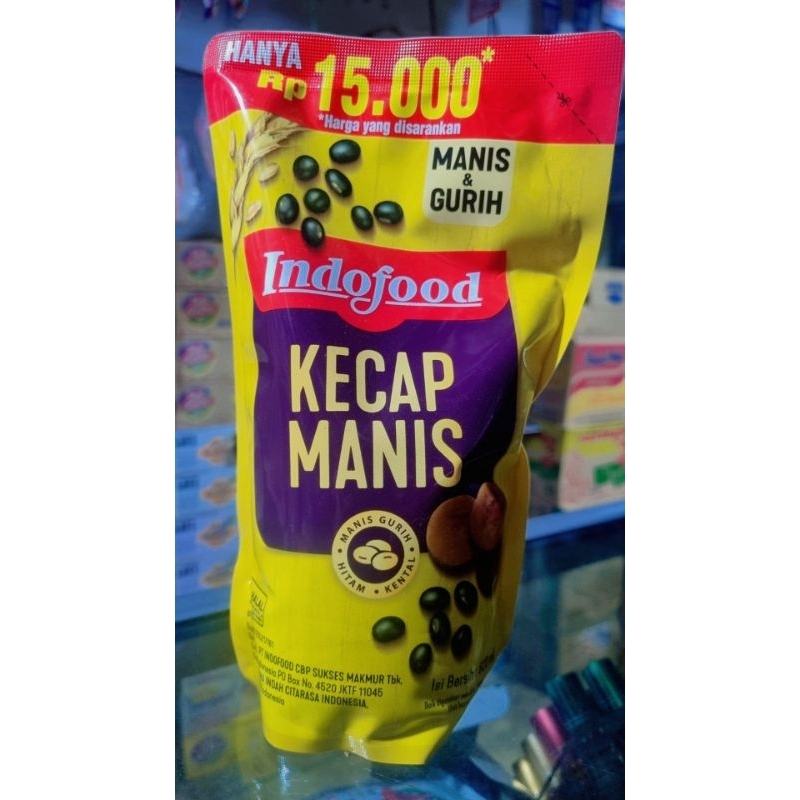 HANYA
Rp 15.000*
*Harga yang disarankan
MANIS
&
GURIH
Indofood
KECAP
MANIS
MANIS GURIH • KENTAL • HITAM •
HALAL
PT INDOFOOD CBP SUKSES MAKMUR Tbk.
PO Box No. 4520 JKTF 11045
INDAH CITARASA INDONESIA,
Isi Bersih